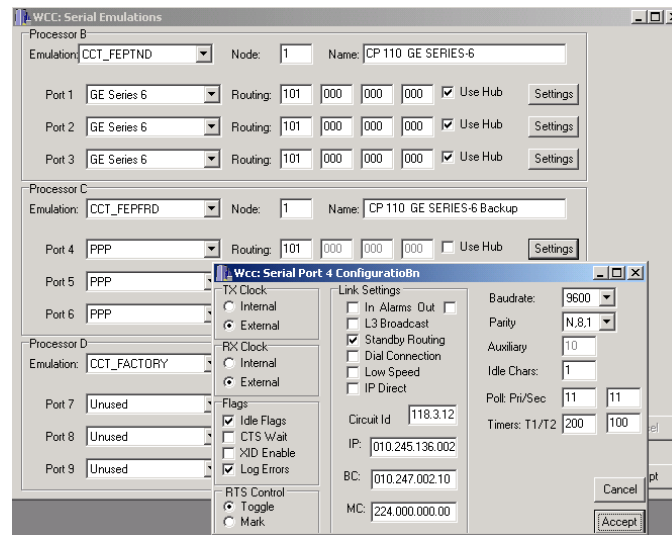 WCC: Serial Emulations
Processor B
Emulation: CCT_FEPTND Node: 1 Name: CP 110 GE SERIES-6
Port 1 GE Series 6 Routing: 101 000 000 000 Use Hub Settings
Port 2 GE Series 6 Routing: 101 000 000 000 Use Hub Settings
Port 3 GE Series 6 Routing: 101 000 000 000 Use Hub Settings
Processor C
Emulation: CCT_FEPFRD Node: 1 Name: CP 110 GE SERIES-6 Backup
Port 4 PPP Routing: 101 000 000 000 Use Hub Settings
Port 5 PPP
Port 6 PPP
Processor D
Emulation: CCT_FACTORY
Port 7 Unused
Port 8 Unused
Port 9 Unused
Wcc: Serial Port 4 ConfiguratioBn
TX Clock
Internal
External
RX Clock
Internal
External
Flags
Idle Flags
CTS Wait
XID Enable
Log Errors
RTS Control
Toggle
Mark
Link Settings
In Alarms Out
L3 Broadcast
Standby Routing
Dial Connection
Low Speed
IP Direct
Circuit Id 118.3.12
IP: 010.245.136.002
BC: 010.247.002.10
MC: 224.000.000.00
Baudrate: 9600
Parity N,8,1
Auxiliary 10
Idle Chars: 1
Poll: Pri/Sec 11 11
Timers: T1/T2 200 100
Cancel
Accept